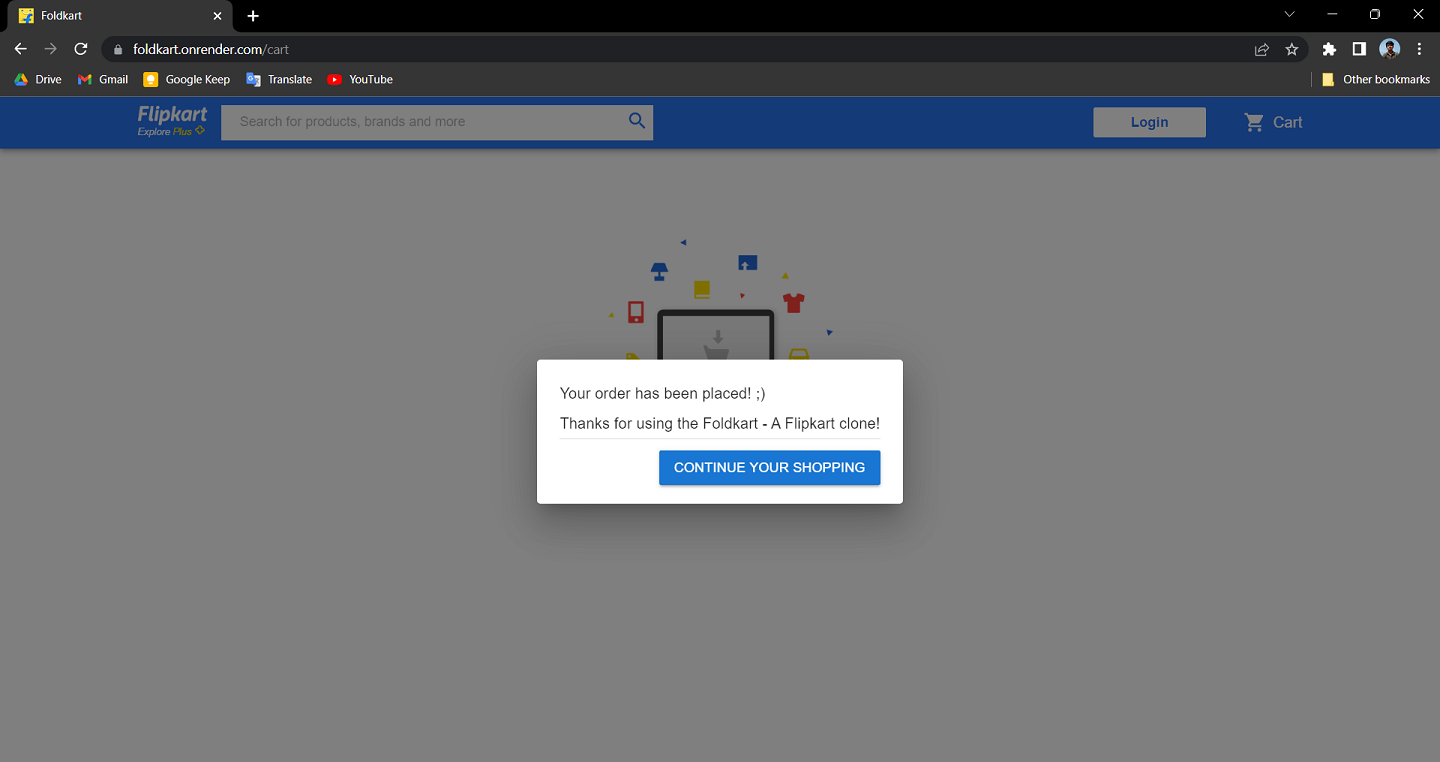 Foldkart
foldkart.onrender.com/cart
Drive Gmail Google Keep Translate YouTube Other bookmarks
Flipkart
Explore Plus
Search for products, brands and more
Login
Cart
Your order has been placed! ;)
Thanks for using the Foldkart - A Flipkart clone!
CONTINUE YOUR SHOPPING